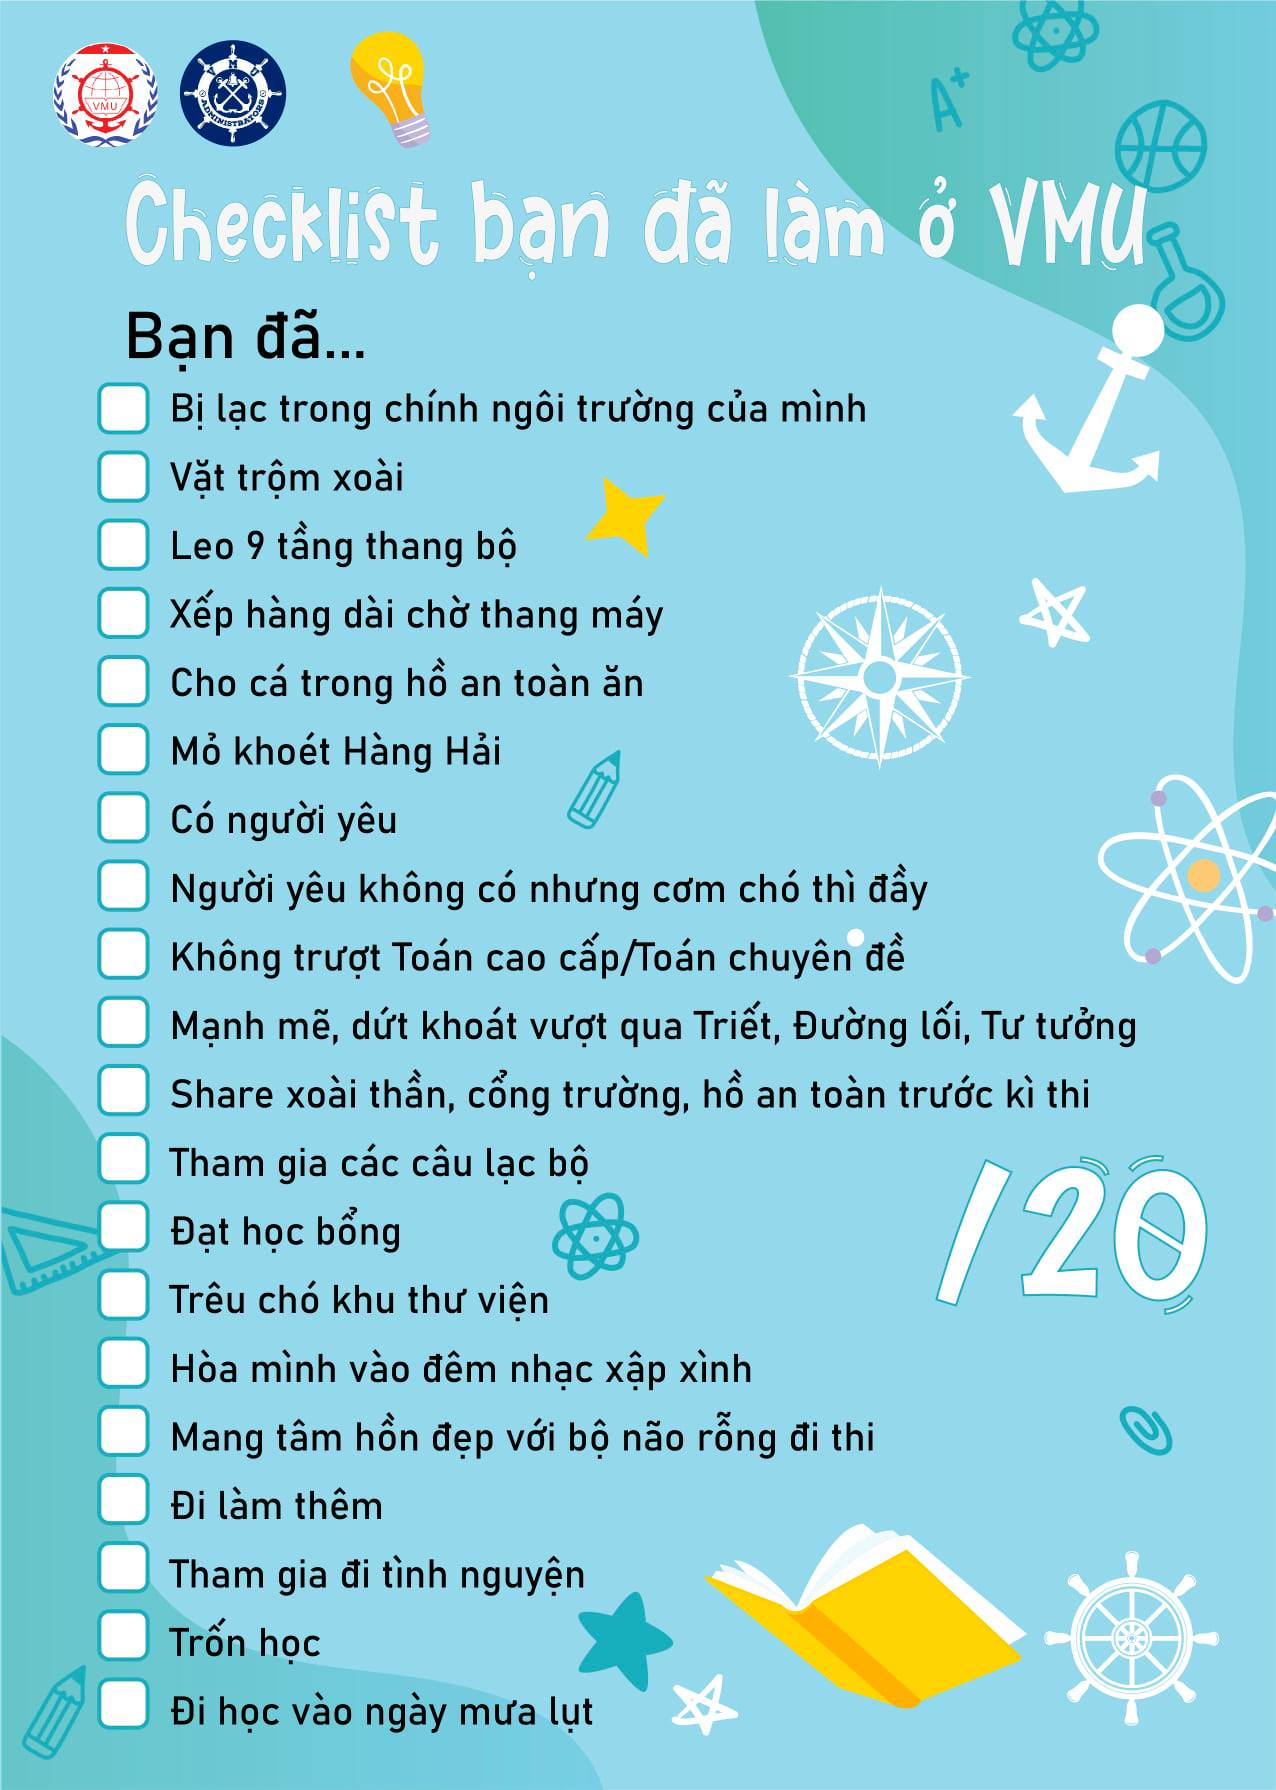 VMU
VMU
ADMINISTRATORS
A+
Checklist bạn đã làm ở VMU
Bạn đã...
Bị lạc trong chính ngôi trường của mình
Vặt trộm xoài
Leo 9 tầng thang bộ
Xếp hàng dài chờ thang máy
Cho cá trong hồ an toàn ăn
Mỏ khoét Hàng Hải
Có người yêu
Người yêu không có nhưng cơm chó thì đầy
Không trượt Toán cao cấp/Toán chuyên đề
Mạnh mẽ, dứt khoát vượt qua Triết, Đường lối, Tư tưởng
Share xoài thần, cổng trường, hồ an toàn trước kì thi
Tham gia các câu lạc bộ
Đạt học bổng
/20
Trêu chó khu thư viện
Hòa mình vào đêm nhạc xập xình
Mang tâm hồn đẹp với bộ não rỗng đi thi
Đi làm thêm
Tham gia đi tình nguyện
Trốn học
Đi học vào ngày mưa lụt